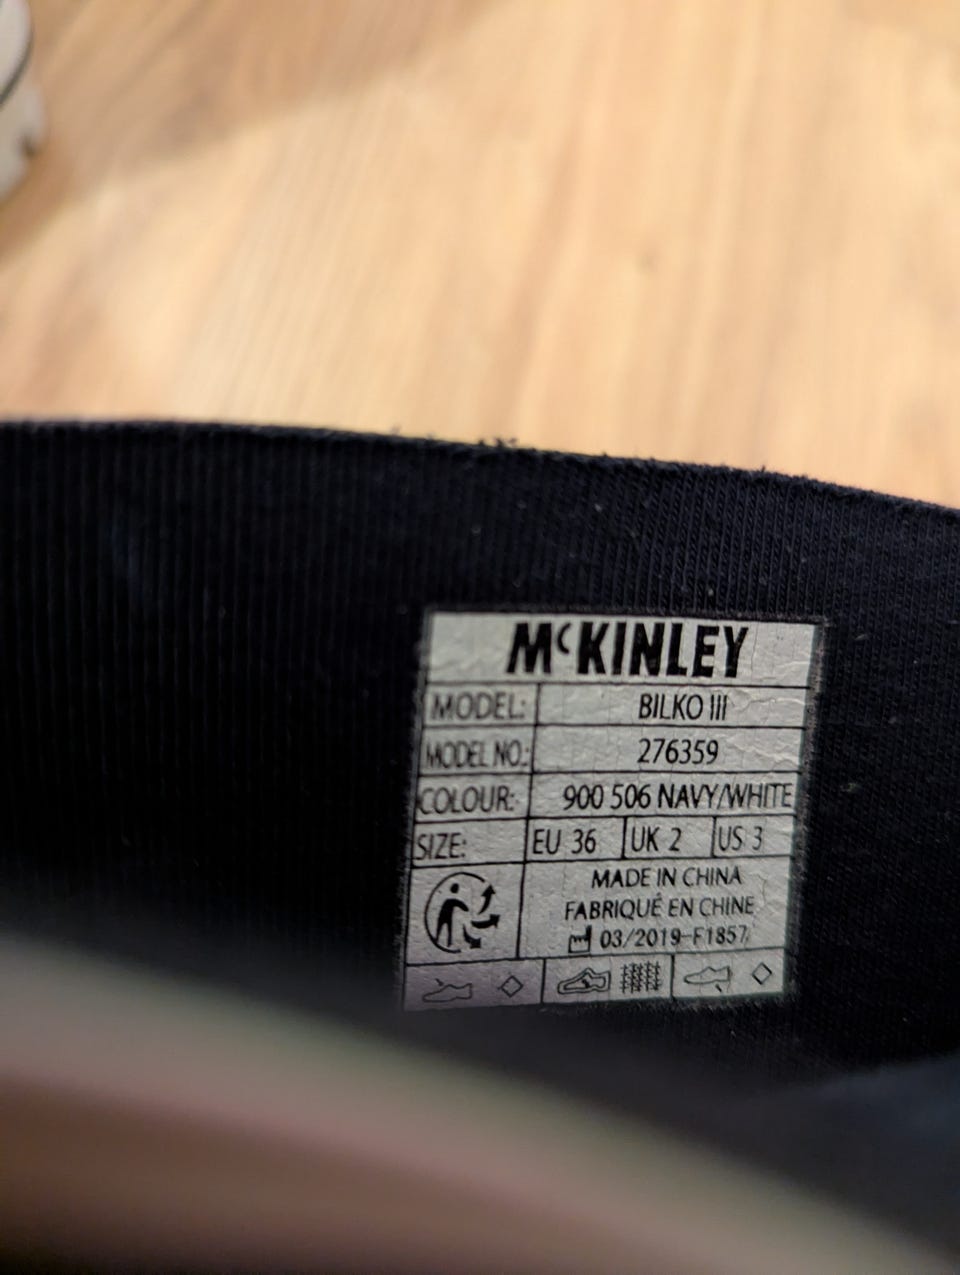 McKINLEY
MODEL: BILKO III
MODEL NO.: 276359
COLOUR: 900 506 NAVY/WHITE
SIZE: EU 36 UK 2 US 3
MADE IN CHINA
FABRIQUÉ EN CHINE
03/2019-F1857